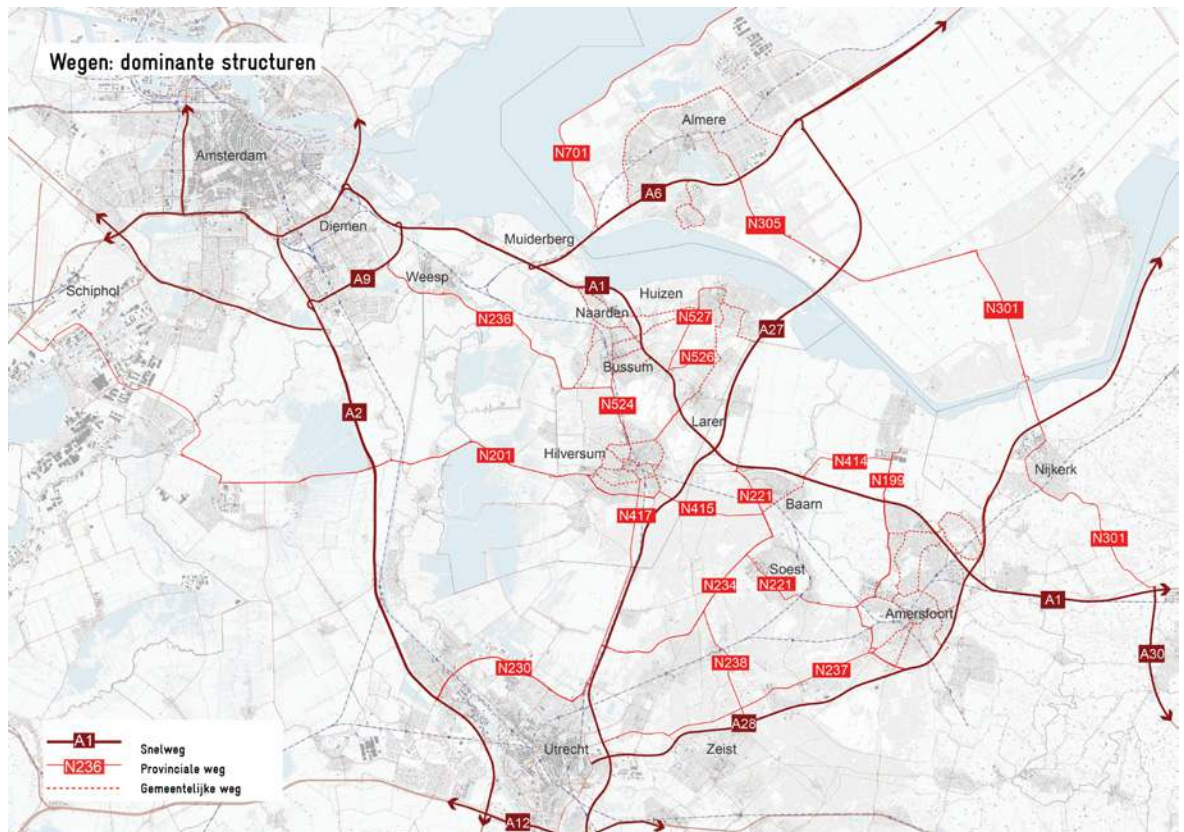 Wegen: dominante structuren
Almere
N701
Amsterdam
A6
N305
Diemen
Muiderberg
A9
Weesp
Schiphol
A1
Huizen
N301
Naarden
N527
N236
A27
N526
Bussum
N524
A2
Larer
N201
Hilversum
N414
Nijkerk
N199
N221
Baarn
N417
N415
N301
Soest
N234
N221
A1
Amersfoort
N230
N238
N237
A30
A28
Utrecht
Zeist
A1
Snelweg
N236
Provinciale weg
Gemeentelijke weg
A12